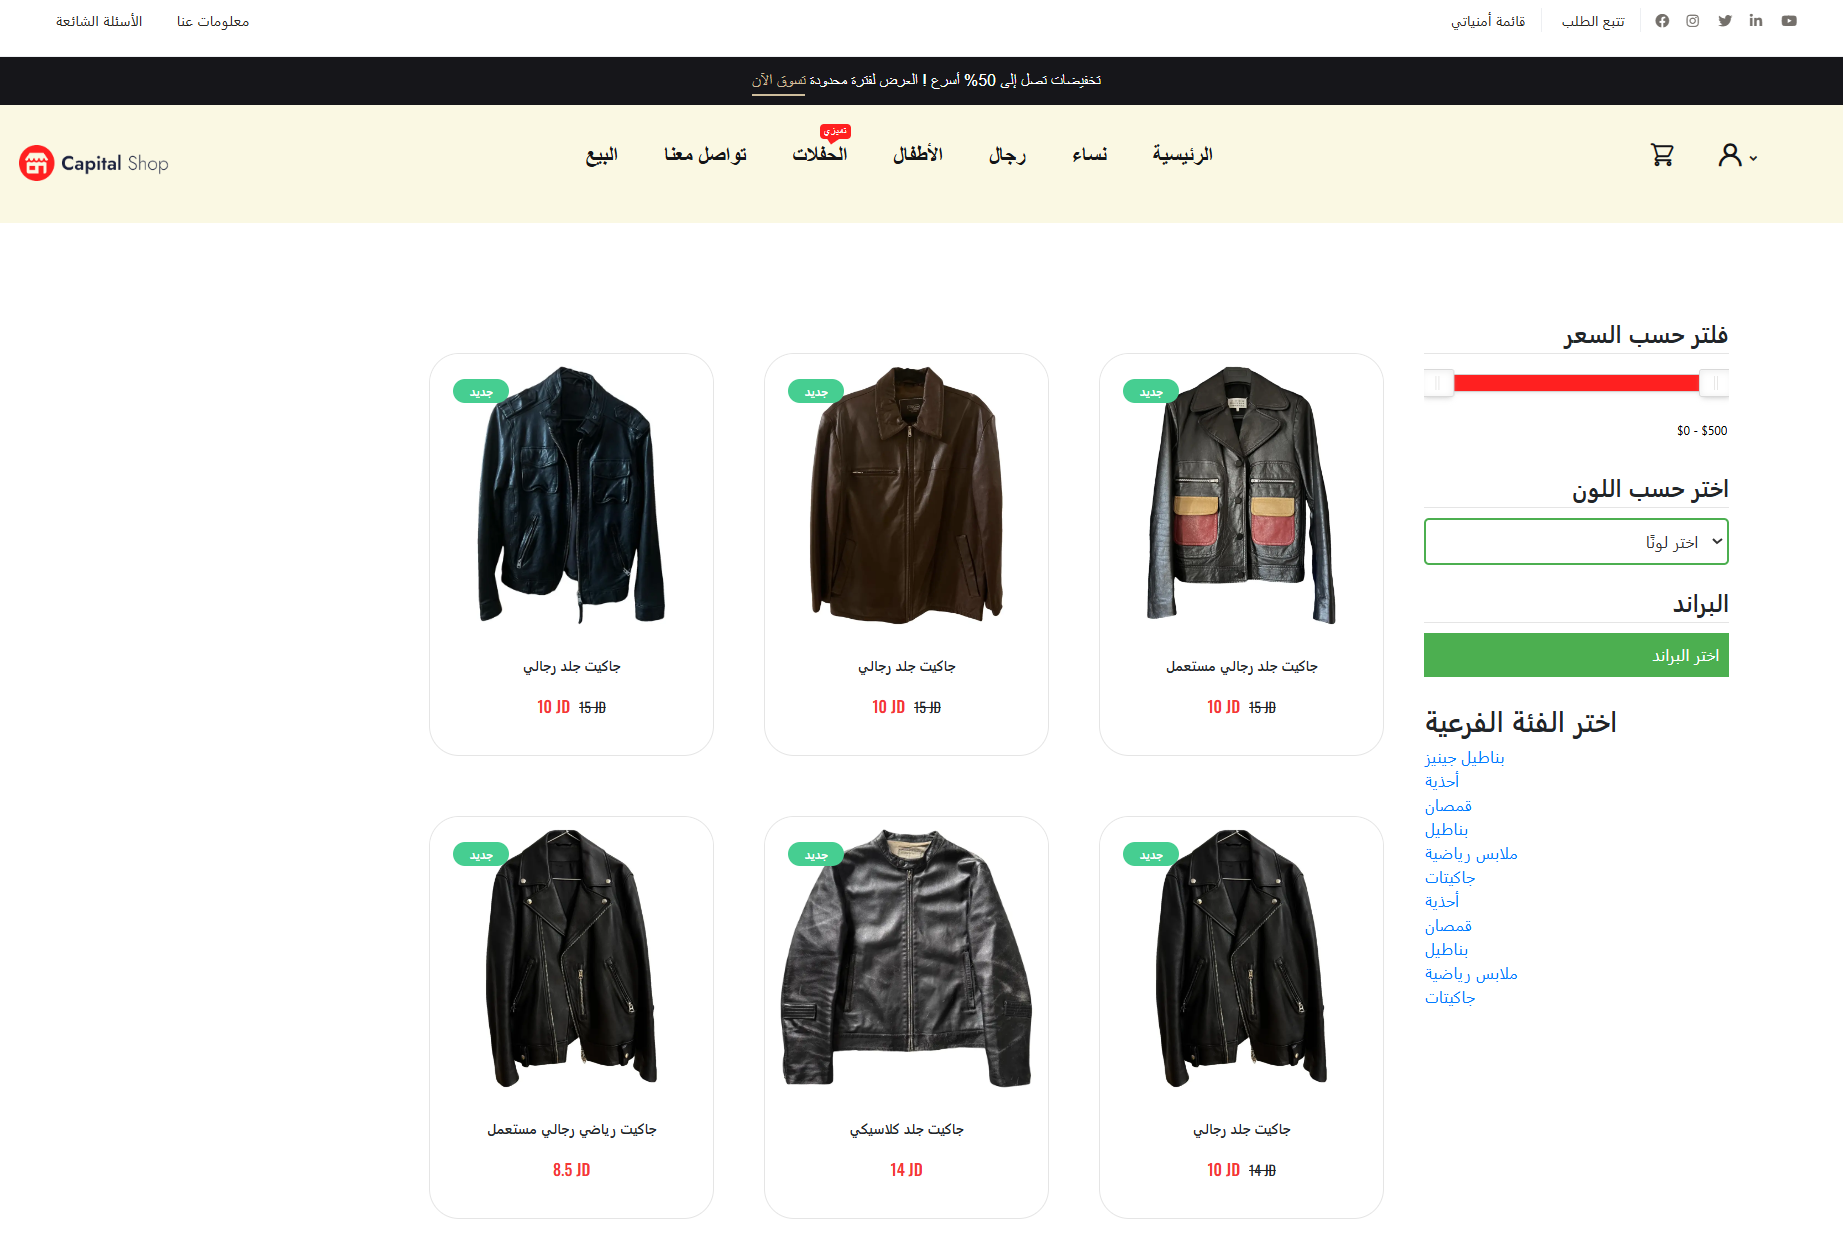 تتبع الطلب
قائمة أمنياتي
معلومات عنا
الأسئلة الشائعة
تخفيضات تصل إلى 50% أسرع ! العرض لفترة محدودة تسوق الآن
تميزي
الرئيسية
نساء
رجال
الأطفال
الحفلات
تواصل معنا
البيع
Capital Shop
فلتر حسب السعر
$0 - $500
اختر حسب اللون
اختر لونًا
البراند
اختر البراند
اختر الفئة الفرعية
بناطيل جينيز
أحذية
قمصان
بناطيل
ملابس رياضية
جاكيتات
أحذية
قمصان
بناطيل
ملابس رياضية
جاكيتات
جديد
جاكيت جلد رجالي مستعمل
10 JD 15 JD
جديد
جاكيت جلد رجالي
10 JD 15 JD
جديد
جاكيت جلد رجالي
10 JD 15 JD
جديد
جاكيت جلد رجالي
10 JD 14 JD
جديد
جاكيت جلد كلاسيكي
14 JD
جديد
جاكيت رياضي رجالي مستعمل
8.5 JD